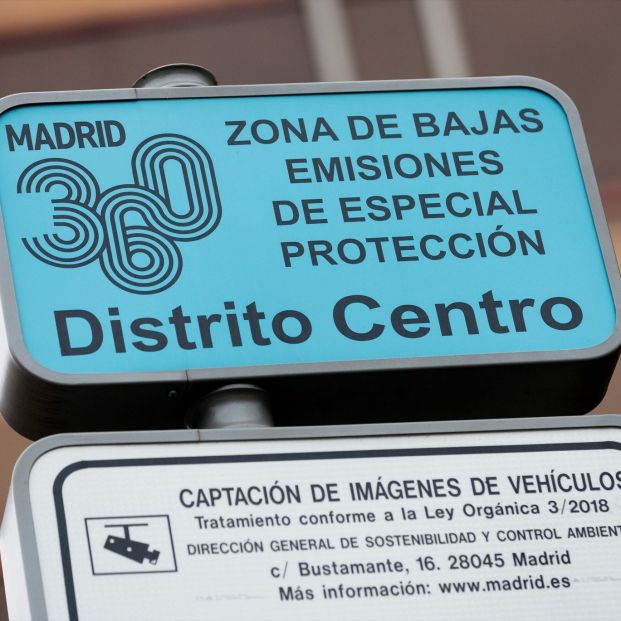 MADRID
360
ZONA DE BAJAS
EMISIONES
DE ESPECIAL
PROTECCIÓN
Distrito Centro
CAPTACIÓN DE IMÁGENES DE VEHÍCULOS
Tratamiento conforme a la Ley Orgánica 3/2018
DIRECCIÓN GENERAL DE SOSTENIBILIDAD Y CONTROL AMBIENT
c/ Bustamante, 16. 28045 Madrid
Más información: www.madrid.es